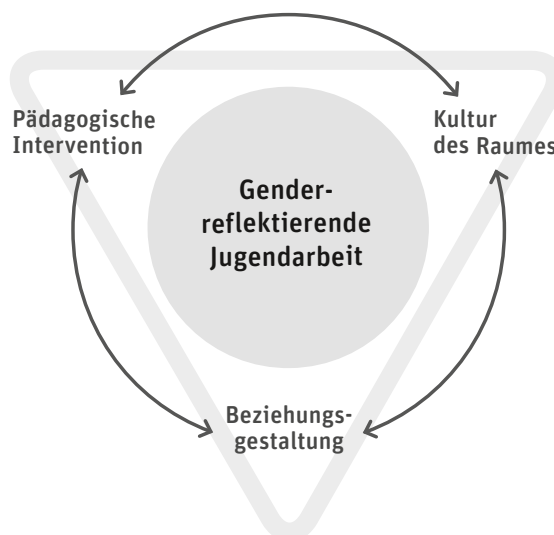 Pädagogische
Intervention
Kultur
des Raumes
Gender-
reflektierende
Jugendarbeit
Beziehungs-
gestaltung